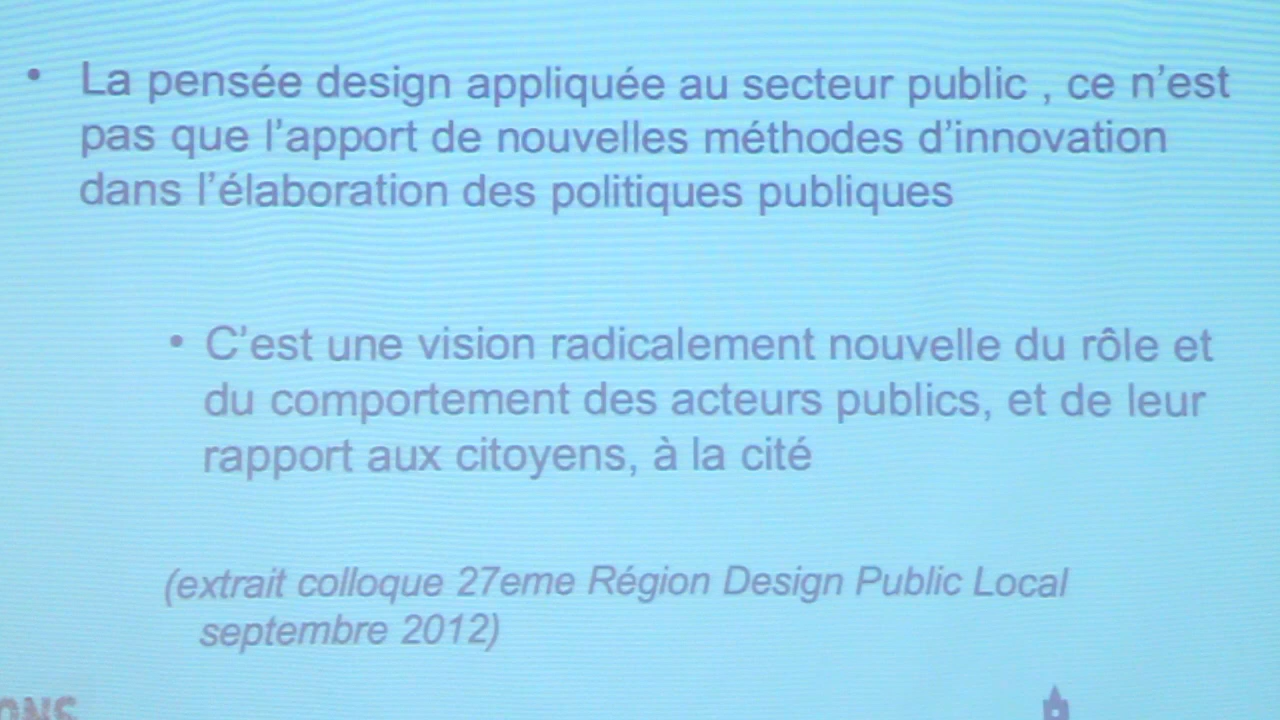 • La pensée design appliquée au secteur public , ce n’est
pas que l’apport de nouvelles méthodes d’innovation
dans l’élaboration des politiques publiques
• C’est une vision radicalement nouvelle du rôle et
du comportement des acteurs publics, et de leur
rapport aux citoyens, à la cité
(extrait colloque 27eme Région Design Public Local
septembre 2012)